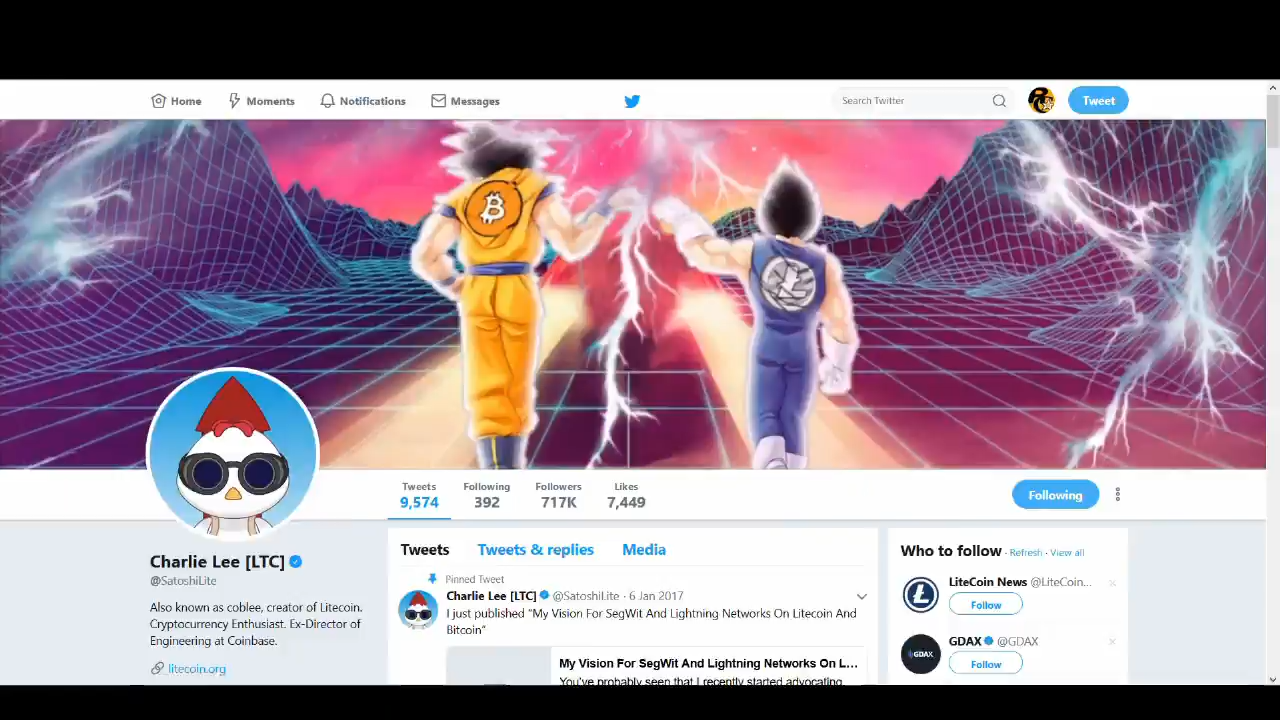 Home
Moments
Notifications
Messages
Search Twitter
Tweet
Tweets
9,574
Following
392
Followers
717K
Likes
7,449
Following
Charlie Lee [LTC]
@SatoshiLite
Also known as coblee, creator of Litecoin.
Cryptocurrency Enthusiast. Ex-Director of
Engineering at Coinbase.
litecoin.org
Tweets Tweets & replies Media
Pinned Tweet
Charlie Lee [LTC] @SatoshiLite · 6 Jan 2017
I just published “My Vision For SegWit And Lightning Networks On Litecoin And
Bitcoin”
My Vision For SegWit And Lightning Networks On L...
You've probably seen that I recently started advocating
Who to follow · Refresh · View all
LiteCoin News @LiteCoin...
Follow
GDAX
GDAX @GDAX
Follow